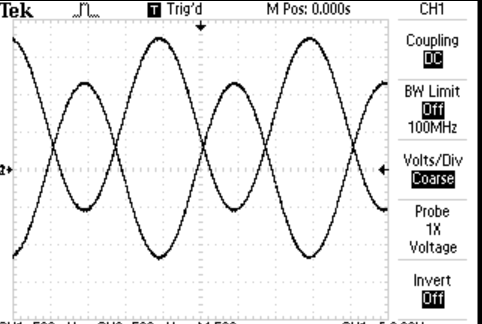 Tek T Trig'd M Pos: 0.000s CH1
Coupling
DC
BW Limit
Off
100MHz
Volts/Div
Coarse
Probe
1X
Voltage
Invert
Off